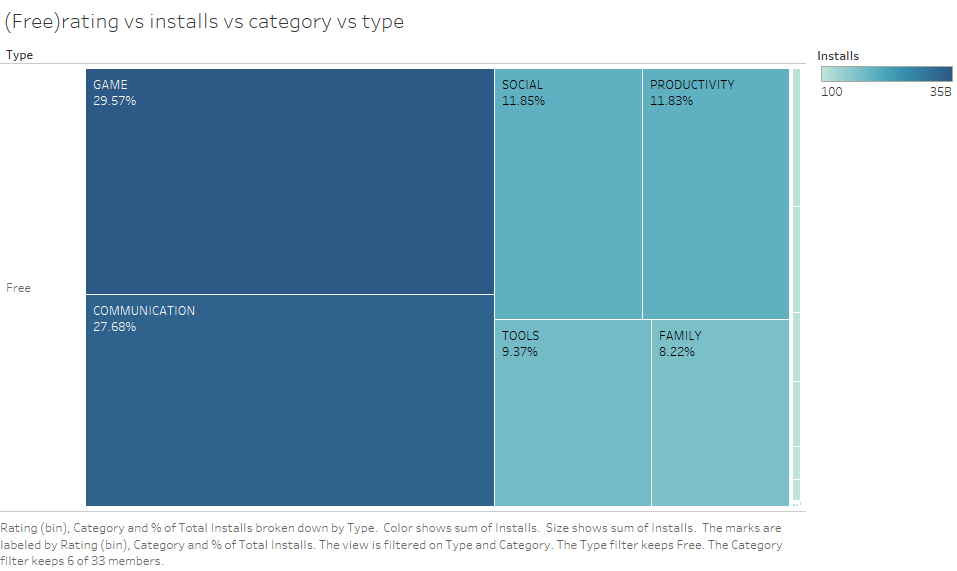 (Free)rating vs installs vs category vs type
Type
Installs
100 35B
GAME
29.57%
SOCIAL
11.85%
PRODUCTIVITY
11.83%
Free
COMMUNICATION
27.68%
TOOLS
9.37%
FAMILY
8.22%
Rating (bin), Category and % of Total Installs broken down by Type.  Color shows sum of Installs.  Size shows sum of Installs.  The marks are
labeled by Rating (bin), Category and % of Total Installs. The view is filtered on Type and Category. The Type filter keeps Free. The Category
filter keeps 6 of 33 members.